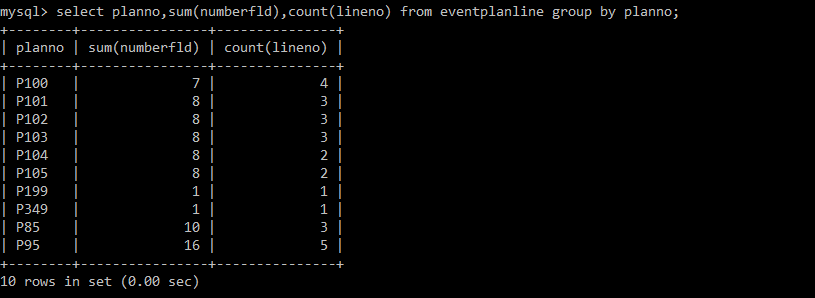 mysql> select planno,sum(numberfld),count(lineno) from eventplanline group by planno;
+--------+----------------+---------------+
| planno | sum(numberfld) | count(lineno) |
+--------+----------------+---------------+
| P100   |              7 |             4 |
| P101   |              8 |             3 |
| P102   |              8 |             3 |
| P103   |              8 |             3 |
| P104   |              8 |             2 |
| P105   |              8 |             2 |
| P199   |              1 |             1 |
| P349   |              1 |             1 |
| P85    |             10 |             3 |
| P95    |             16 |             5 |
+--------+----------------+---------------+
10 rows in set (0.00 sec)